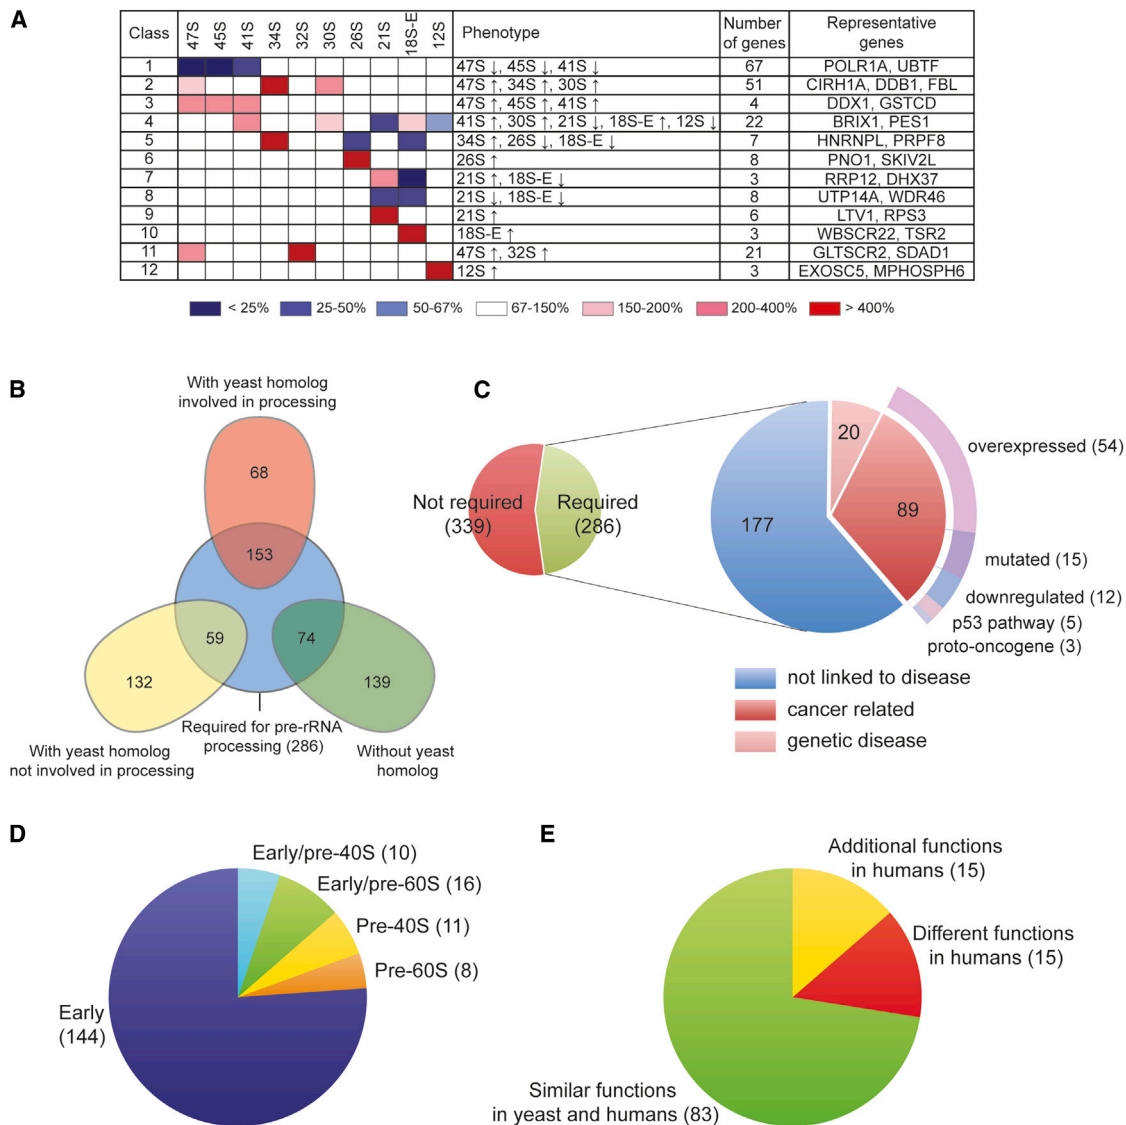 A
Class 47S 45S 41S 34S 32S 30S 26S 21S 18S-E 12S Phenotype Number of genes Representative genes
1 47S ↓, 45S ↓, 41S ↓ 67 POLR1A, UBTF
2 47S ↑, 34S ↑, 30S ↑ 51 CIRH1A, DDB1, FBL
3 47S ↑, 45S ↑, 41S ↑ 4 DDX1, GSTCD
4 41S ↑, 30S ↑, 21S ↓, 18S-E ↑, 12S ↓ 22 BRIX1, PES1
5 34S ↑, 26S ↓, 18S-E ↓ 7 HNRNPL, PRPF8
6 26S ↑ 8 PNO1, SKIV2L
7 21S ↑, 18S-E ↓ 3 RRP12, DHX37
8 21S ↓, 18S-E ↓ 8 UTP14A, WDR46
9 21S ↑ 6 LTV1, RPS3
10 18S-E ↑ 3 WBSCR22, TSR2
11 47S ↑, 32S ↑ 21 GLTSCR2, SDAD1
12 12S ↑ 3 EXOSC5, MPHOSPH6
< 25% 25-50% 50-67% 67-150% 150-200% 200-400% > 400%
B
With yeast homolog
involved in processing
68
153
59
74
132
139
Required for pre-rRNA
processing (286)
With yeast homolog
not involved in processing
Without yeast
homolog
C
Not required
(339)
Required
(286)
20
177
89
overexpressed (54)
mutated (15)
downregulated (12)
p53 pathway (5)
proto-oncogene (3)
not linked to disease
cancer related
genetic disease
D
Early/pre-40S (10)
Early/pre-60S (16)
Pre-40S (11)
Pre-60S (8)
Early
(144)
E
Additional functions
in humans (15)
Different functions
in humans (15)
Similar functions
in yeast and humans (83)